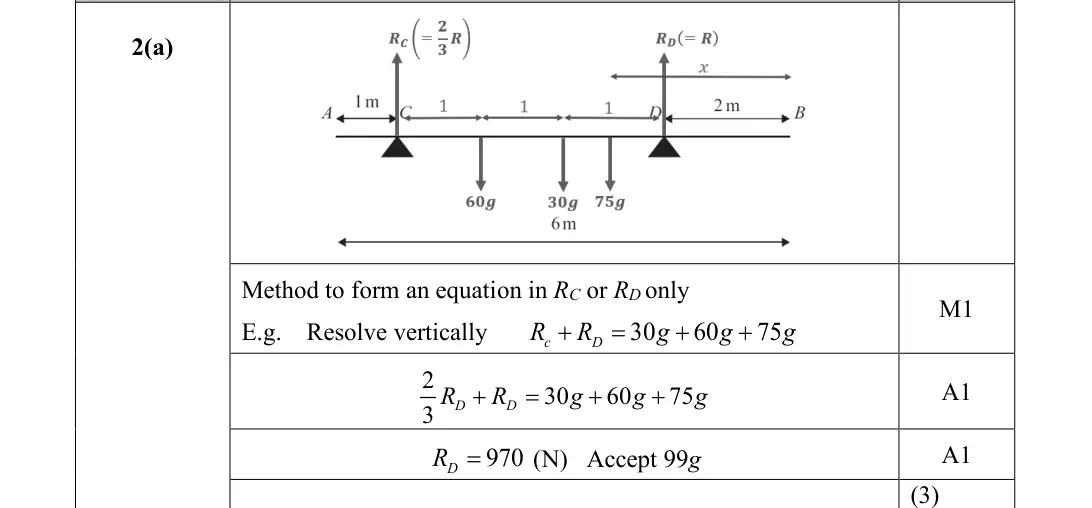 2(a)
R_C (= 2/3 R)
R_D(= R)
x
A 1 m C 1 1 1 D 2 m B
60g 30g 75g
6 m
Method to form an equation in R_C or R_D only
M1
E.g. Resolve vertically R_c + R_D = 30g + 60g + 75g
2/3 R_D + R_D = 30g + 60g + 75g
A1
R_D = 970 (N) Accept 99g
A1
(3)